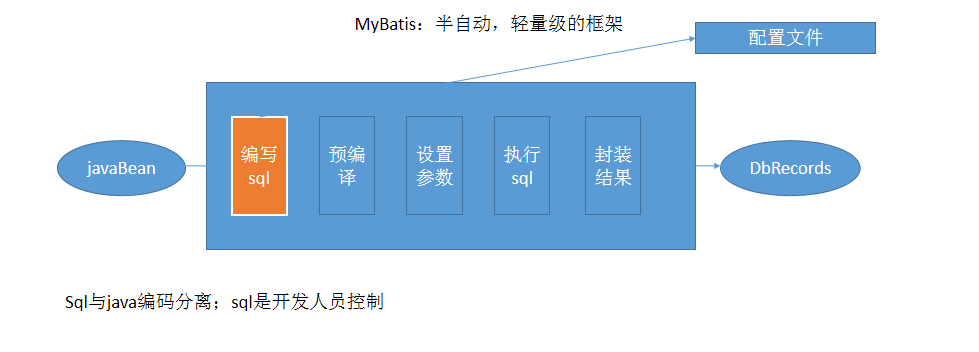 MyBatis：半自动，轻量级的框架
配置文件
javaBean
编写
sql
预编
译
设置
参数
执行
sql
封装
结果
DbRecords
Sql与java编码分离；sql是开发人员控制